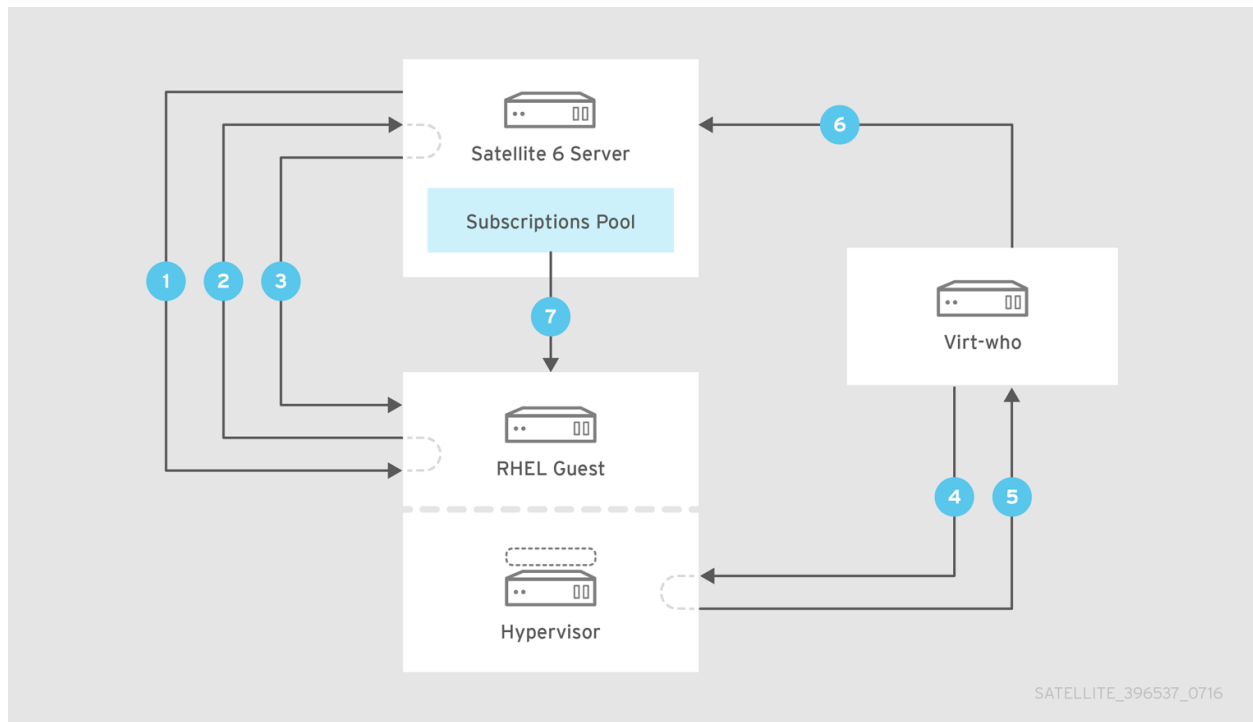 Satellite 6 Server
Subscriptions Pool
1
2
3
6
7
Virt-who
RHEL Guest
4
5
Hypervisor
SATELLITE_396537_0716